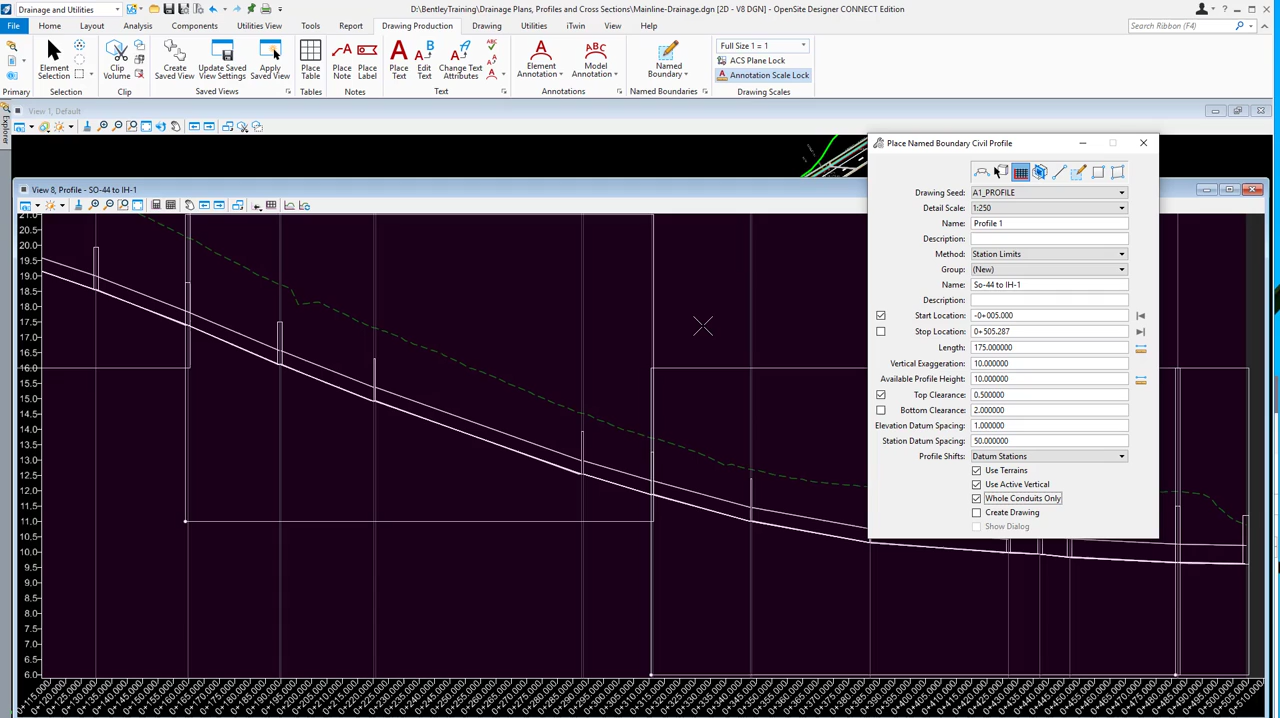 Drainage and Utilities
D:\BentleyTraining\Drainage Plans, Profiles and Cross Sections\Mainline-Drainage.dgn [2D - V8 DGN] - OpenSite Designer CONNECT Edition
File Home Layout Analysis Components Utilities View Tools Report Drawing Production Drawing Utilities iTwin View Help
Search Ribbon (F4)
Element Selection
Clip Volume
Create Saved View
Update Saved View Settings
Apply Saved View
Place Table
Place Note
Place Label
Place Text
Edit Text
Change Text Attributes
Element Annotation
Model Annotation
Named Boundary
Full Size 1 = 1
ACS Plane Lock
Annotation Scale Lock
Primary Selection Clip Saved Views Tables Notes Text Annotations Named Boundaries Drawing Scales
View 1, Default
Explorer
View 8, Profile - SO-44 to IH-1
21.0
20.5
20.0
19.5
19.0
18.5
18.0
17.5
17.0
16.5
16.0
15.5
15.0
14.5
14.0
13.5
13.0
12.5
12.0
11.5
11.0
10.5
10.0
9.5
9.0
8.5
8.0
7.5
7.0
6.5
6.0
Place Named Boundary Civil Profile
Drawing Seed: A1_PROFILE
Detail Scale: 1:250
Name: Profile 1
Description:
Method: Station Limits
Group: (New)
Name: So-44 to IH-1
Description:
Start Location: -0+005.000
Stop Location: 0+505.287
Length: 175.000000
Vertical Exaggeration: 10.000000
Available Profile Height: 10.000000
Top Clearance: 0.500000
Bottom Clearance: 2.000000
Elevation Datum Spacing: 1.000000
Station Datum Spacing: 50.000000
Profile Shifts: Datum Stations
Use Terrains
Use Active Vertical
Whole Conduits Only
Create Drawing
Show Dialog